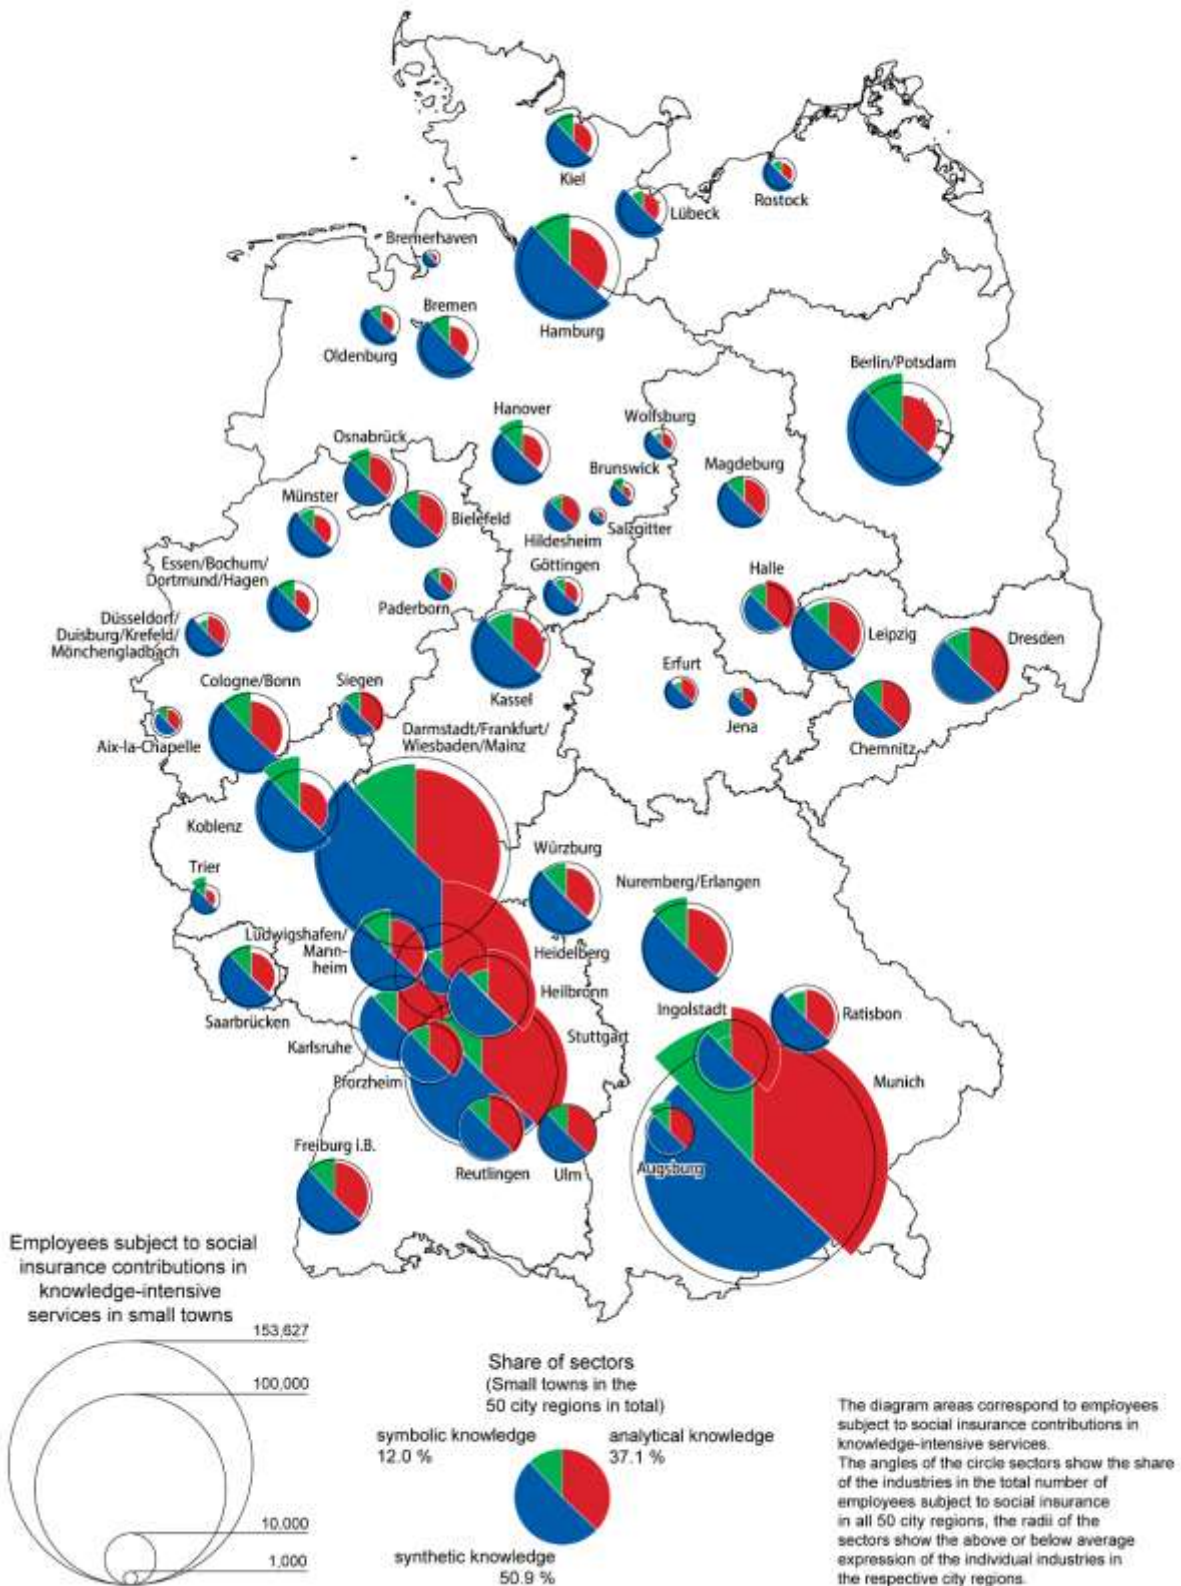 Kiel
Rostock
Lübeck
Bremerhaven
Hamburg
Bremen
Oldenburg
Berlin/Potsdam
Hanover
Wolfsburg
Osnabrück
Brunswick
Magdeburg
Münster
Bielefeld
Hildesheim
Salzgitter
Essen/Bochum/
Dortmund/Hagen
Göttingen
Halle
Paderborn
Düsseldorf/
Duisburg/Krefeld/
Mönchengladbach
Leipzig
Dresden
Erfurt
Cologne/Bonn
Siegen
Kassel
Jena
Chemnitz
Aix-la-Chapelle
Darmstadt/Frankfurt/
Wiesbaden/Mainz
Koblenz
Würzburg
Trier
Nuremberg/Erlangen
Ludwigshafen/
Mann-
heim
Heidelberg
Heilbronn
Ingolstadt
Ratisbon
Saarbrücken
Stuttgart
Karlsruhe
Pforzheim
Munich
Freiburg i.B.
Reutlingen
Ulm
Augsburg
Employees subject to social
insurance contributions in
knowledge-intensive
services in small towns
153,627
100,000
10,000
1,000
Share of sectors
(Small towns in the
50 city regions in total)
symbolic knowledge
12.0 %
analytical knowledge
37.1 %
synthetic knowledge
50.9 %
The diagram areas correspond to employees
subject to social insurance contributions in
knowledge-intensive services.
The angles of the circle sectors show the share
of the industries in the total number of
employees subject to social insurance
in all 50 city regions, the radii of the
sectors show the above or below average
expression of the individual industries in
the respective city regions.